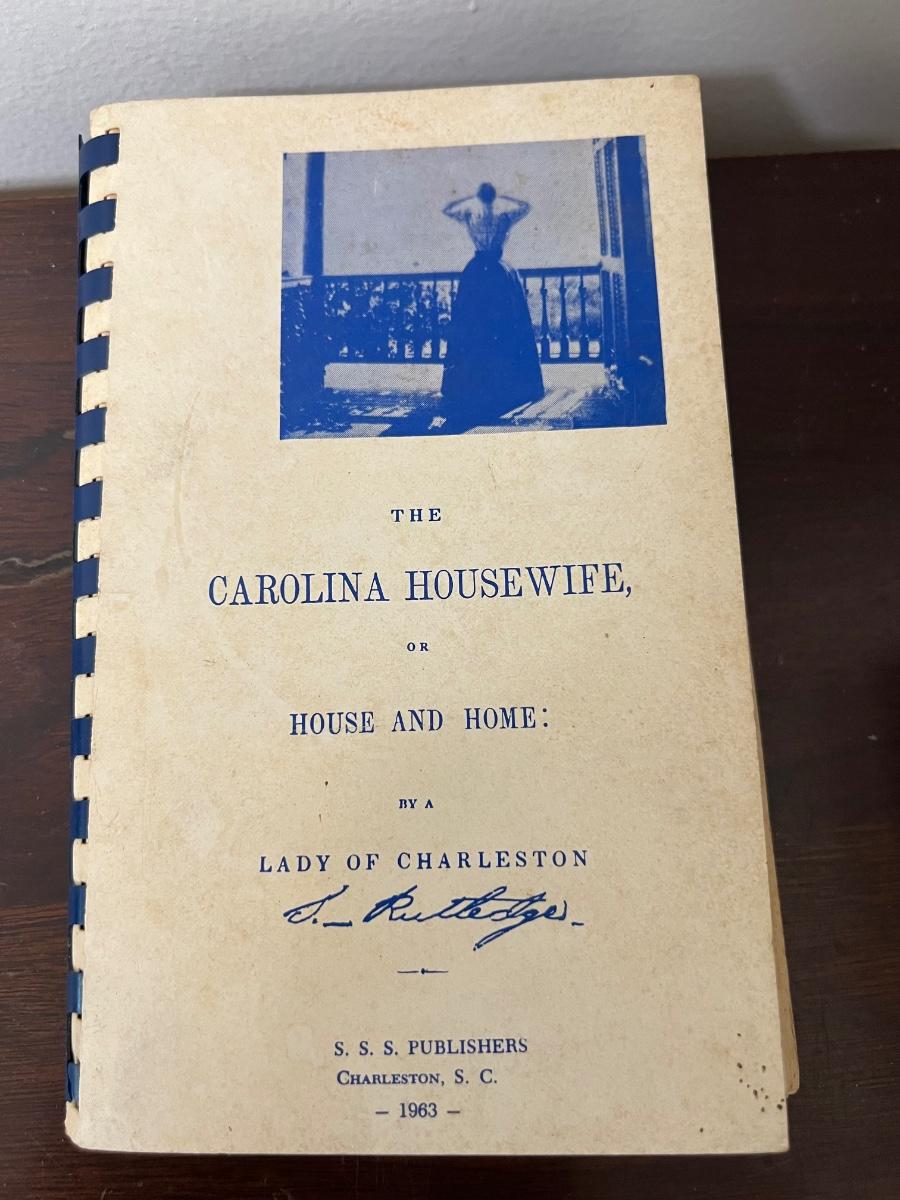 THE
CAROLINA HOUSEWIFE,
OR
HOUSE AND HOME:
BY A
LADY OF CHARLESTON
S. Rutledge.
S. S. S. PUBLISHERS
CHARLESTON, S. C.
– 1963 –